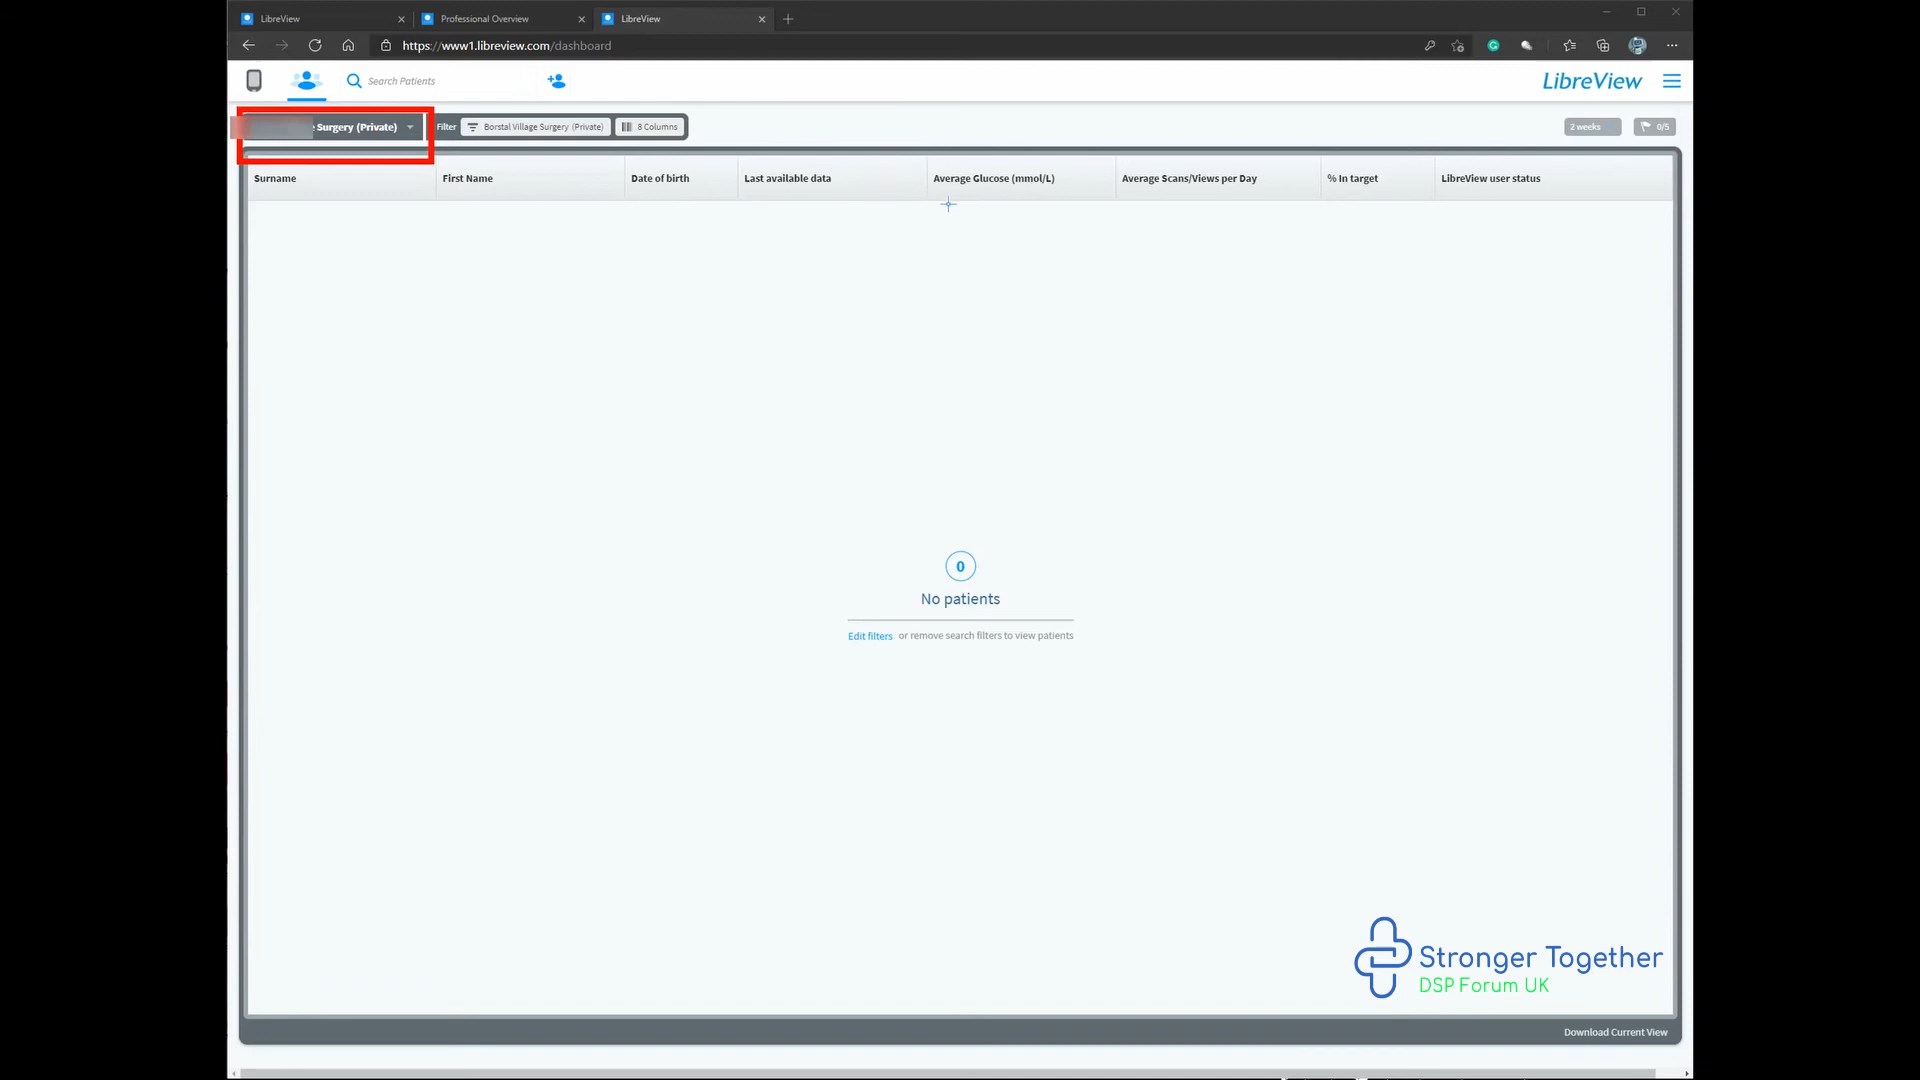 LibreView
Professional Overview
LibreView
https://www1.libreview.com/dashboard
Search Patients
LibreView
Surgery (Private)
Filter
Borstal Village Surgery (Private)
8 Columns
2 weeks
0/5
Surname
First Name
Date of birth
Last available data
Average Glucose (mmol/L)
Average Scans/Views per Day
% In target
LibreView user status
0
No patients
Edit filters or remove search filters to view patients
Stronger Together
DSP Forum UK
Download Current View